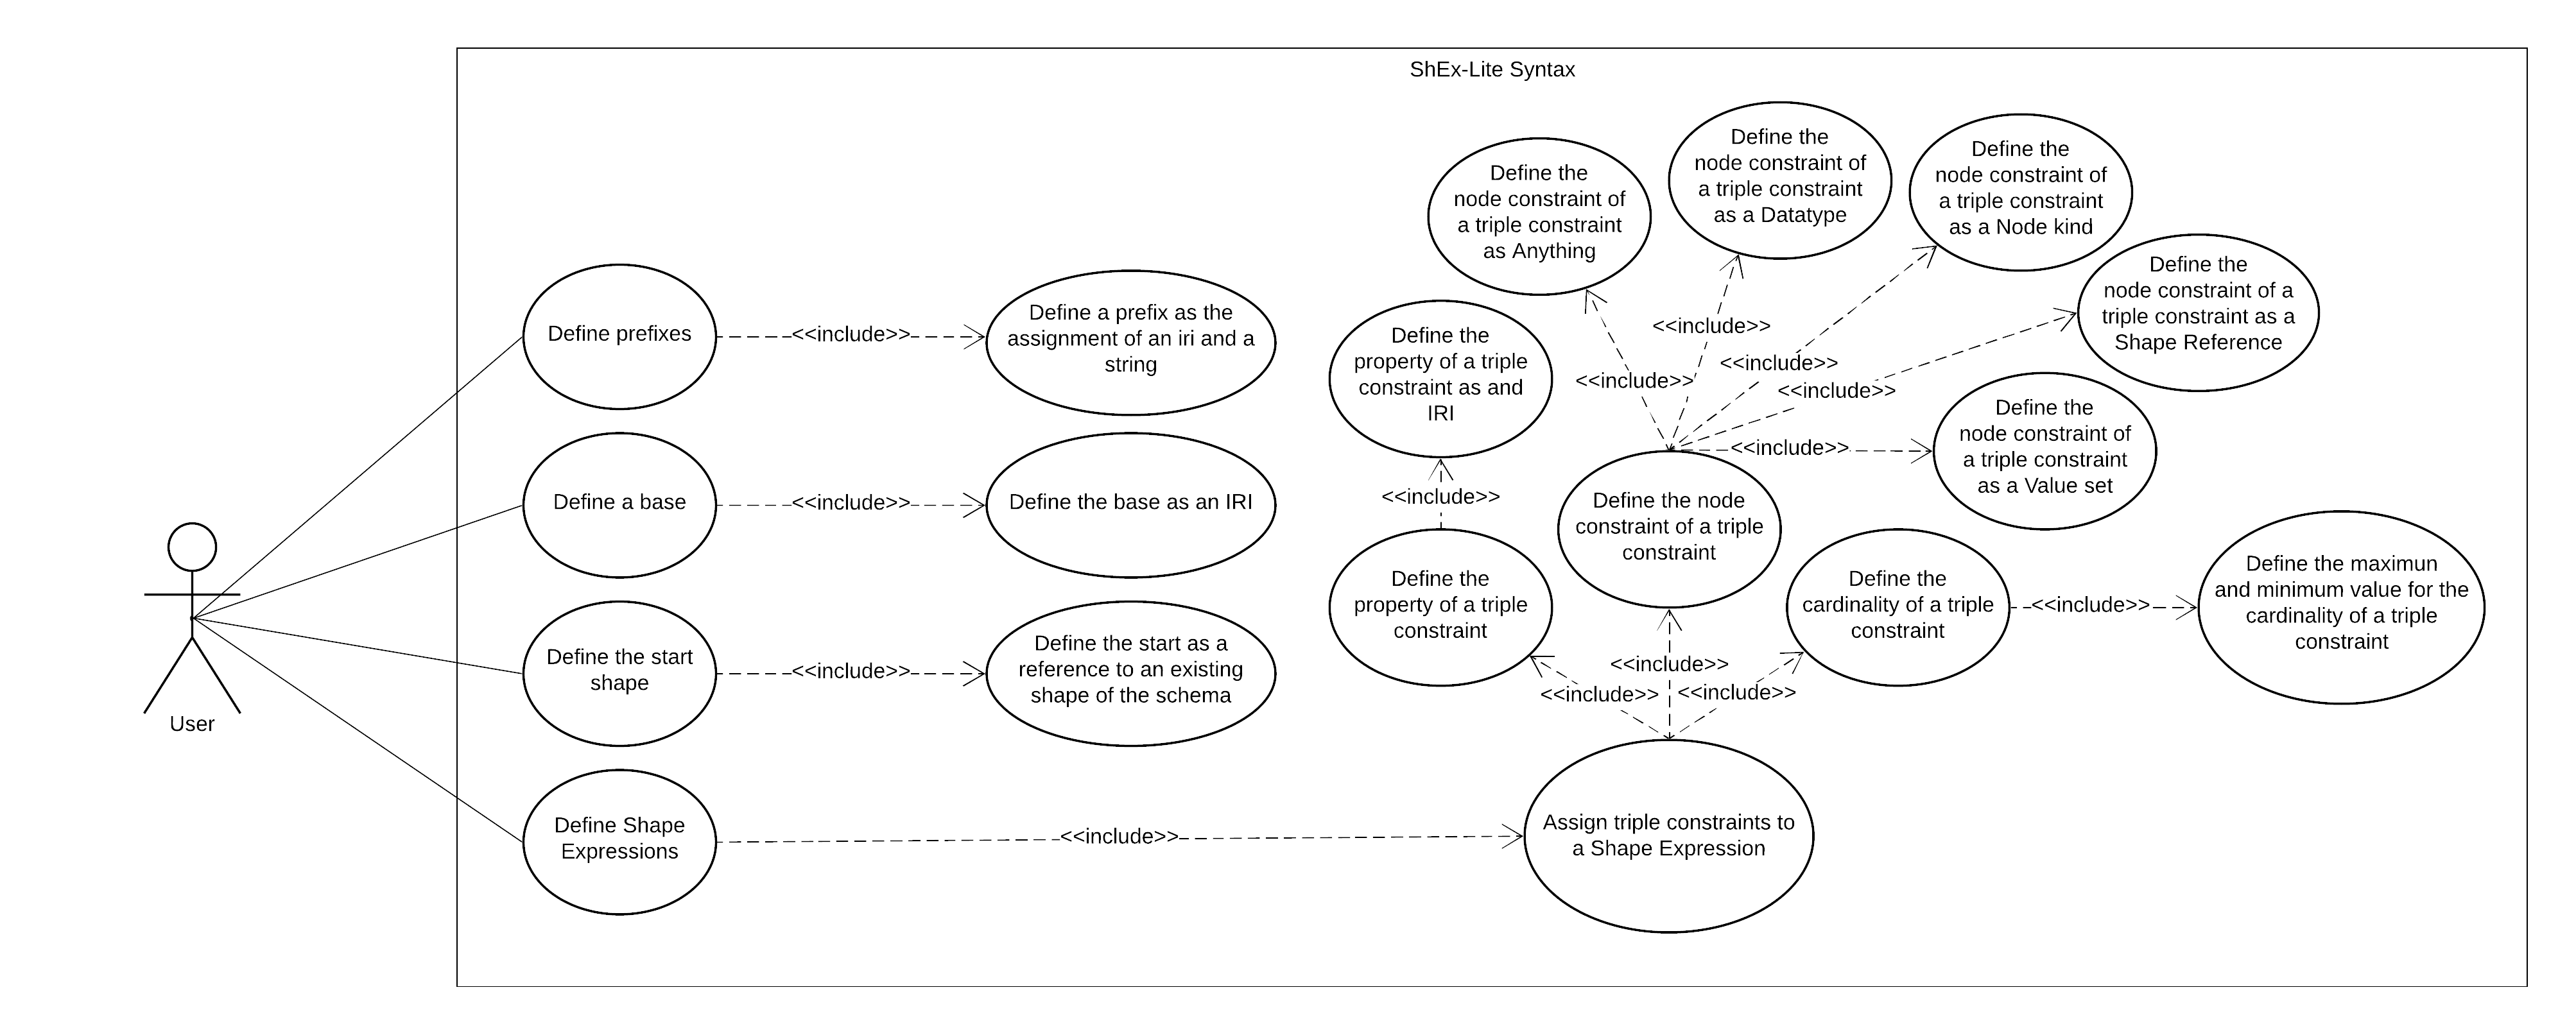 ShEx-Lite Syntax
Define the
node constraint of
a triple constraint
as Anything
Define the
node constraint of
a triple constraint
as a Datatype
Define the
node constraint of
a triple constraint
as a Node kind
Define the
node constraint of a
triple constraint as a
Shape Reference
Define prefixes
<<include>>
Define a prefix as the
assignment of an iri and a
string
Define the
property of a triple
constraint as and
IRI
<<include>>
<<include>>
<<include>>
<<include>>
Define the
node constraint of
a triple constraint
as a Value set
<<include>>
Define a base
<<include>>
Define the base as an IRI
<<include>>
Define the node
constraint of a triple
constraint
Define the
property of a triple
constraint
Define the
cardinality of a triple
constraint
<<include>>
Define the maximun
and minimum value for the
cardinality of a triple
constraint
User
Define the start
shape
<<include>>
Define the start as a
reference to an existing
shape of the schema
<<include>>
<<include>>
<<include>>
Define Shape
Expressions
<<include>>
Assign triple constraints to
a Shape Expression